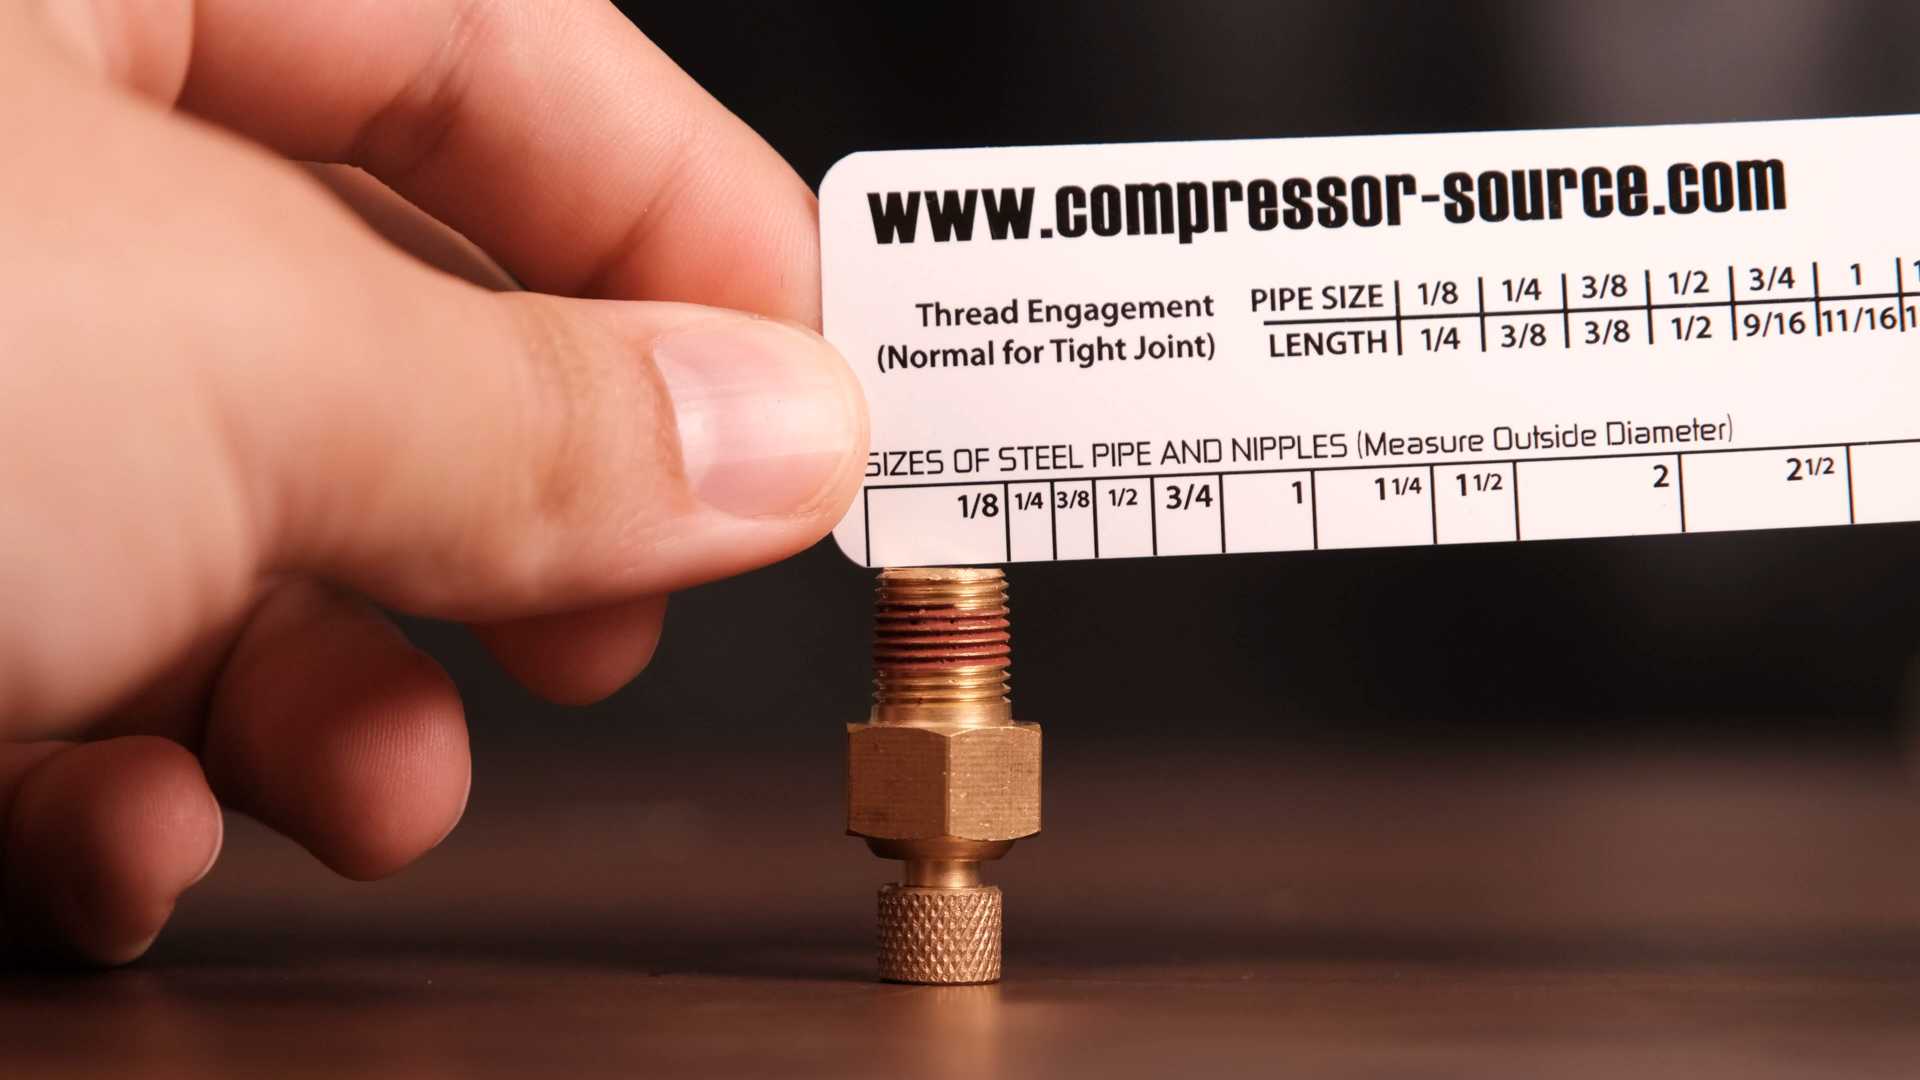 www.compressor-source.com
Thread Engagement
(Normal for Tight Joint)
PIPE SIZE | 1/8 | 1/4 | 3/8 | 1/2 | 3/4 | 1 |
LENGTH | 1/4 | 3/8 | 3/8 | 1/2 | 9/16 | 11/16 |
SIZES OF STEEL PIPE AND NIPPLES (Measure Outside Diameter)
1/8 1/4 3/8 1/2 3/4 1 1 1/4 1 1/2 2 2 1/2